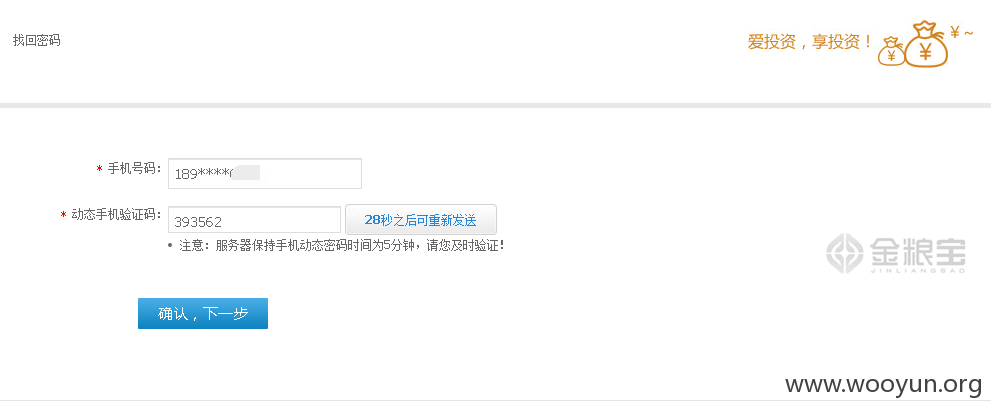 找回密码
爱投资，享投资！ ¥ ¥ ¥ ~
* 手机号码： 189****
* 动态手机验证码： 393562 28秒之后可重新发送
• 注意：服务器保持手机动态密码时间为5分钟，请您及时验证！
金粮宝
JINLIANGBAO
确认，下一步
www.wooyun.org